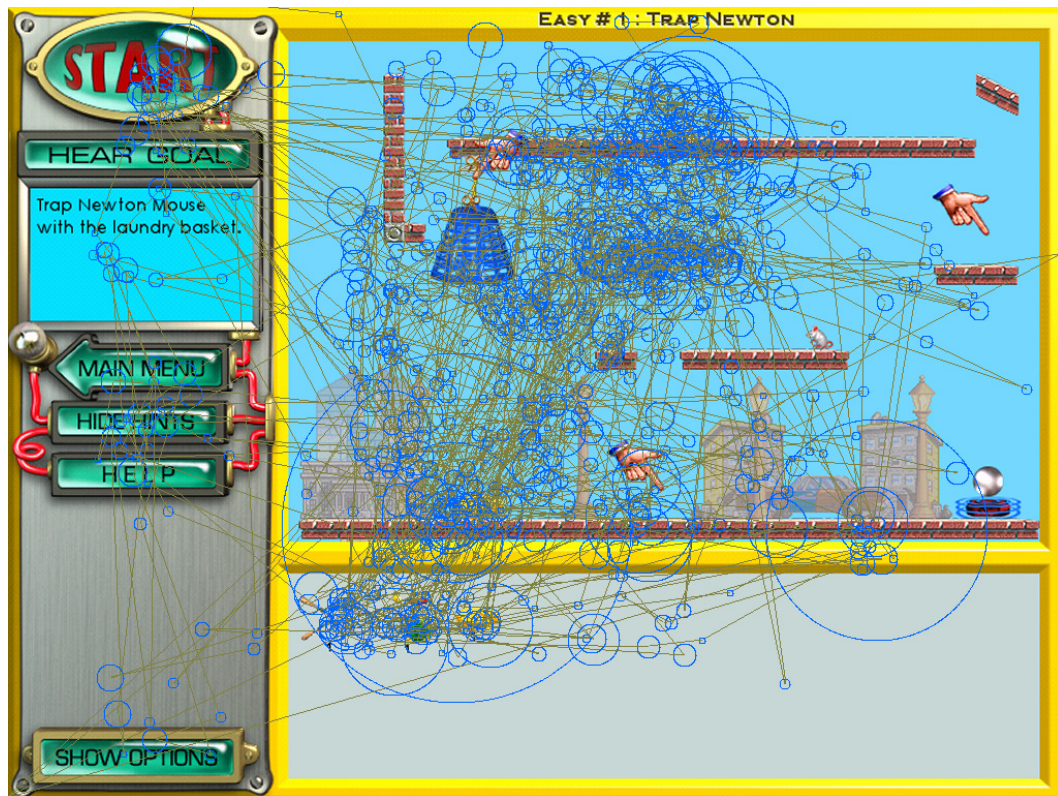 EASY # 1 : TRAP NEWTON
START
HEAR GOAL
Trap Newton Mouse
with the laundry basket.
MAIN MENU
HIDE HINTS
HELP
SHOW OPTIONS